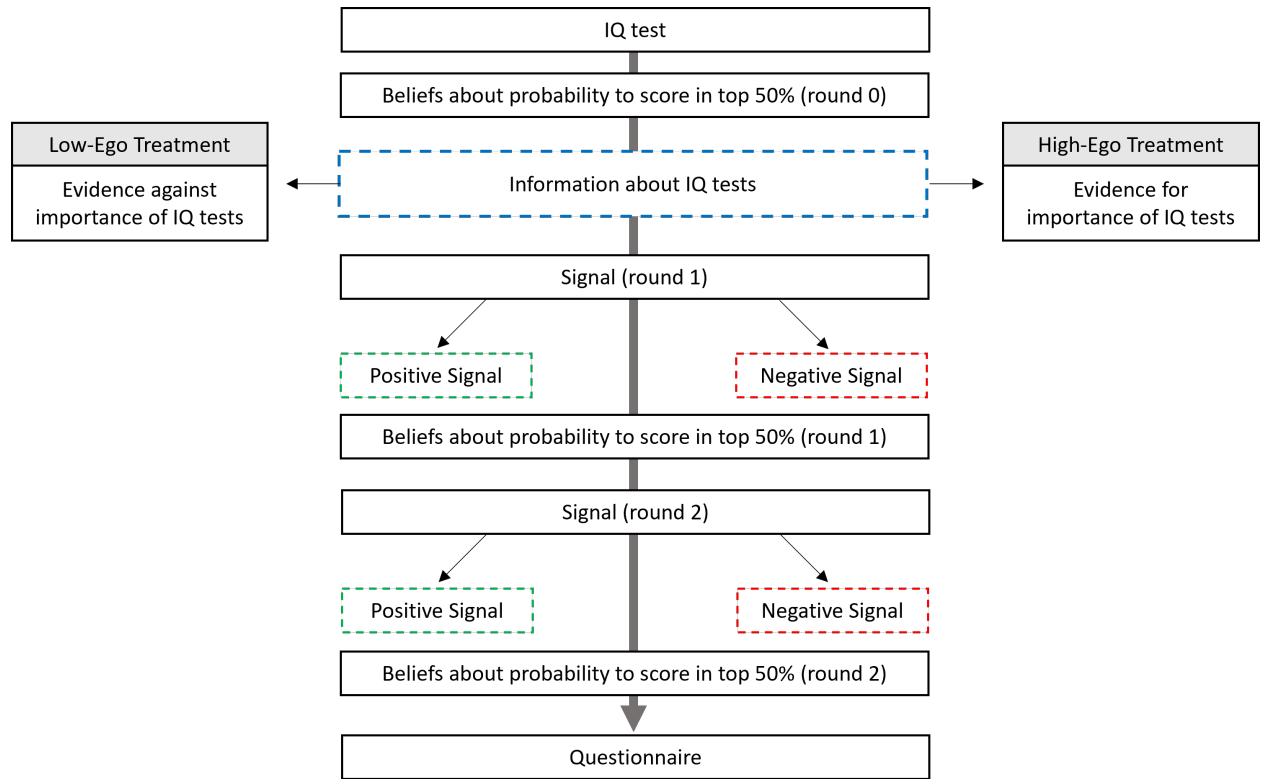 IQ test
Beliefs about probability to score in top 50% (round 0)
Low-Ego Treatment
Evidence against
importance of IQ tests
Information about IQ tests
High-Ego Treatment
Evidence for
importance of IQ tests
Signal (round 1)
Positive Signal
Negative Signal
Beliefs about probability to score in top 50% (round 1)
Signal (round 2)
Positive Signal
Negative Signal
Beliefs about probability to score in top 50% (round 2)
Questionnaire